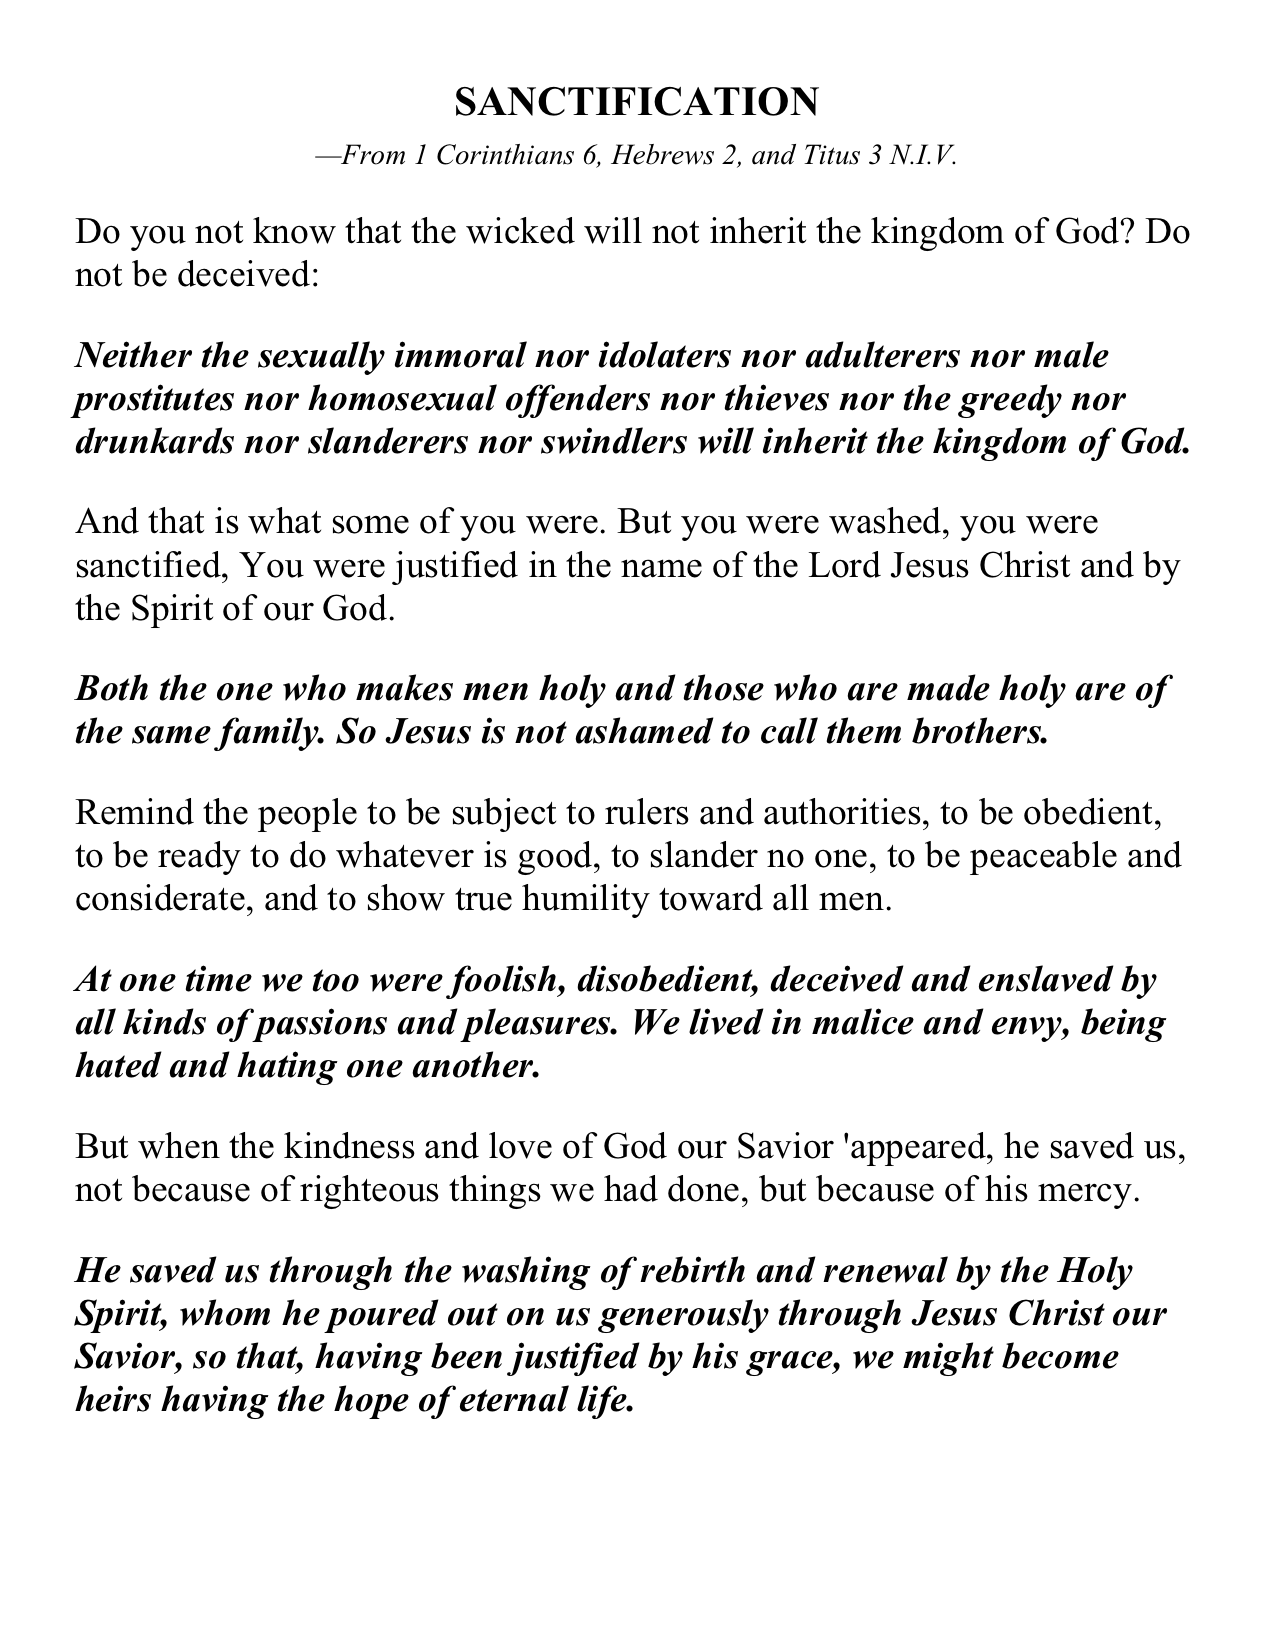 SANCTIFICATION
—From 1 Corinthians 6, Hebrews 2, and Titus 3 N.I.V.
Do you not know that the wicked will not inherit the kingdom of God? Do
not be deceived:
Neither the sexually immoral nor idolaters nor adulterers nor male
prostitutes nor homosexual offenders nor thieves nor the greedy nor
drunkards nor slanderers nor swindlers will inherit the kingdom of God.
And that is what some of you were. But you were washed, you were
sanctified, You were justified in the name of the Lord Jesus Christ and by
the Spirit of our God.
Both the one who makes men holy and those who are made holy are of
the same family. So Jesus is not ashamed to call them brothers.
Remind the people to be subject to rulers and authorities, to be obedient,
to be ready to do whatever is good, to slander no one, to be peaceable and
considerate, and to show true humility toward all men.
At one time we too were foolish, disobedient, deceived and enslaved by
all kinds of passions and pleasures. We lived in malice and envy, being
hated and hating one another.
But when the kindness and love of God our Savior 'appeared, he saved us,
not because of righteous things we had done, but because of his mercy.
He saved us through the washing of rebirth and renewal by the Holy
Spirit, whom he poured out on us generously through Jesus Christ our
Savior, so that, having been justified by his grace, we might become
heirs having the hope of eternal life.